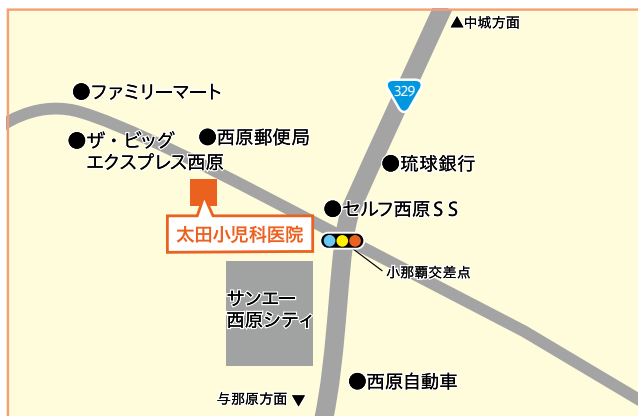 ▲中城方面
329
●ファミリーマート
●ザ・ビッグ
エクスプレス西原
●西原郵便局
●琉球銀行
●セルフ西原SS
太田小児科医院
小那覇交差点
サンエー
西原シティ
●西原自動車
与那原方面▼